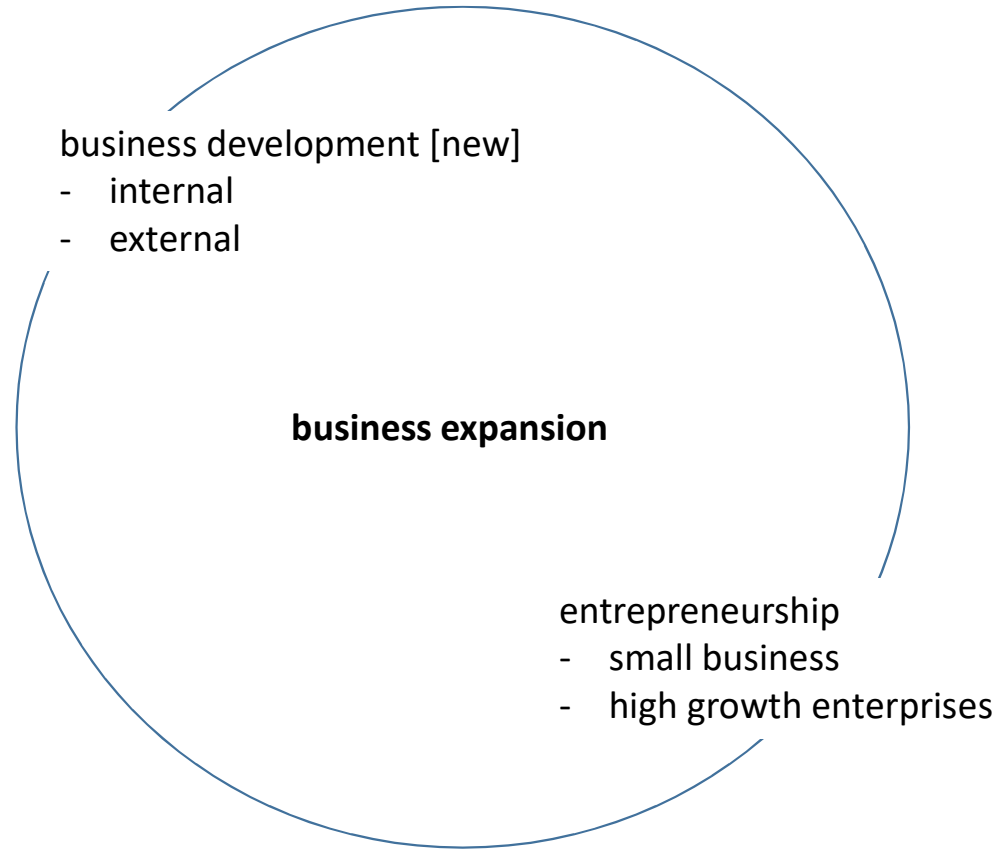 business development [new]
- internal
- external
business expansion
entrepreneurship
- small business
- high growth enterprises